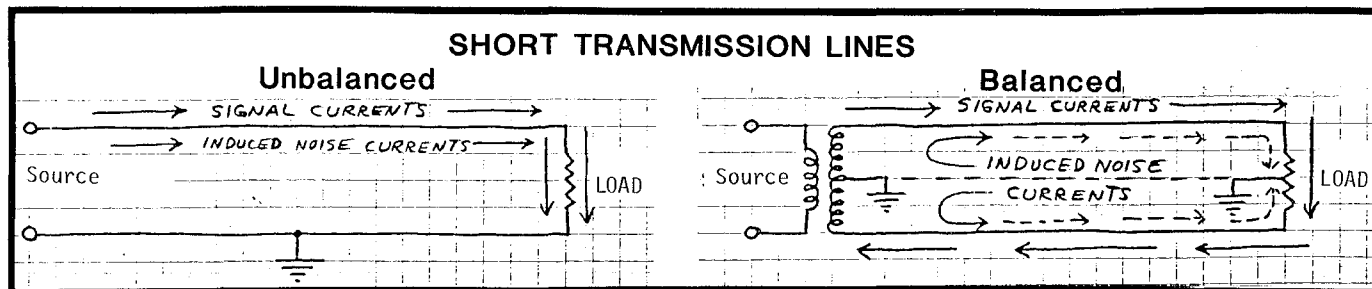 SHORT TRANSMISSION LINES
Unbalanced
SIGNAL CURRENTS
INDUCED NOISE CURRENTS
Source
LOAD
Balanced
SIGNAL CURRENTS
INDUCED NOISE
Source
LOAD
CURRENTS